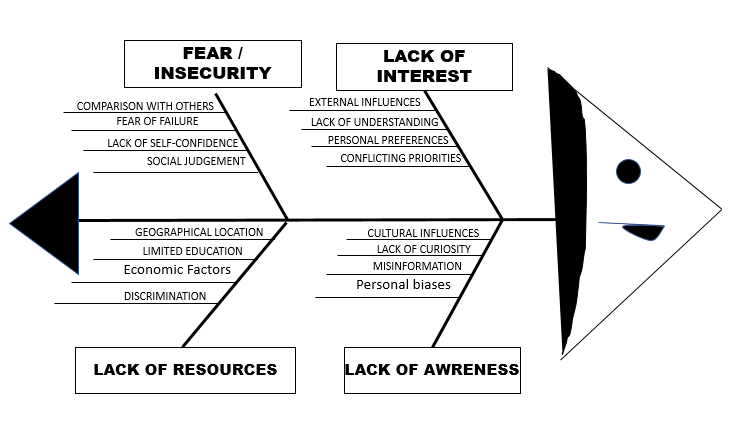 FEAR /
INSECURITY
LACK OF
INTEREST
COMPARISON WITH OTHERS
FEAR OF FAILURE
LACK OF SELF-CONFIDENCE
SOCIAL JUDGEMENT
EXTERNAL INFLUENCES
LACK OF UNDERSTANDING
PERSONAL PREFERENCES
CONFLICTING PRIORITIES
GEOGRAPHICAL LOCATION
LIMITED EDUCATION
Economic Factors
DISCRIMINATION
CULTURAL INFLUENCES
LACK OF CURIOSITY
MISINFORMATION
Personal biases
LACK OF RESOURCES
LACK OF AWRENESS